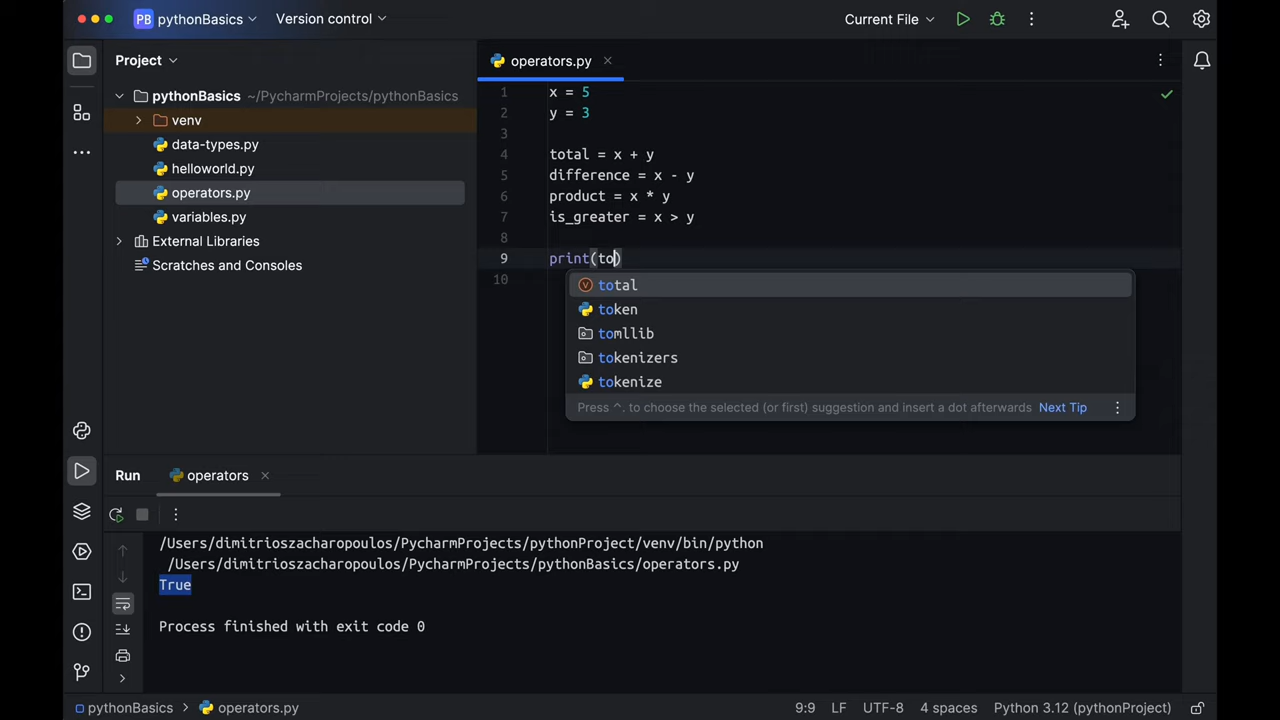 PB pythonBasics
Version control
Current File
Project
operators.py
pythonBasics ~/PycharmProjects/pythonBasics
venv
data-types.py
helloworld.py
operators.py
variables.py
External Libraries
Scratches and Consoles
1 x = 5
2 y = 3
3
4 total = x + y
5 difference = x - y
6 product = x * y
7 is_greater = x > y
8
9 print(to)
10
total
token
tomllib
tokenizers
tokenize
Press ^. to choose the selected (or first) suggestion and insert a dot afterwards Next Tip
Run operators
/Users/dimitrioszacharopoulos/PycharmProjects/pythonProject/venv/bin/python
/Users/dimitrioszacharopoulos/PycharmProjects/pythonBasics/operators.py
True
Process finished with exit code 0
pythonBasics > operators.py
9:9 LF UTF-8 4 spaces Python 3.12 (pythonProject)